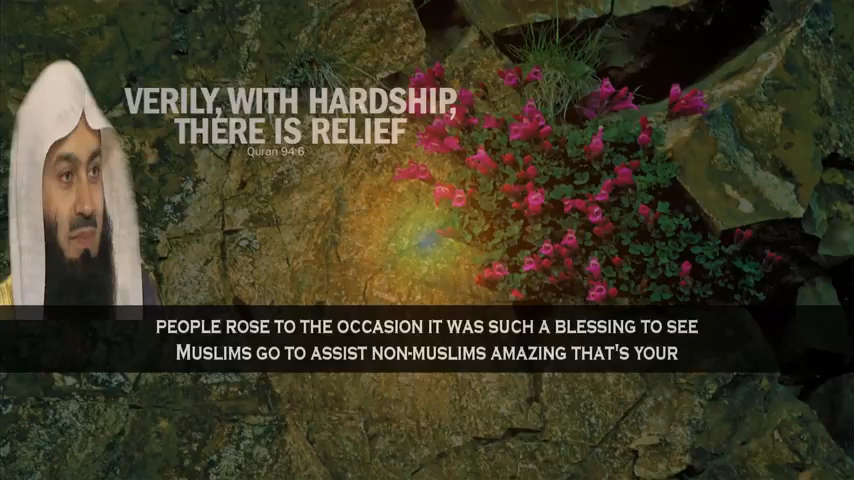 VERILY, WITH HARDSHIP,
THERE IS RELIEF
Quran 94:6
PEOPLE ROSE TO THE OCCASION IT WAS SUCH A BLESSING TO SEE
MUSLIMS GO TO ASSIST NON-MUSLIMS AMAZING THAT'S YOUR